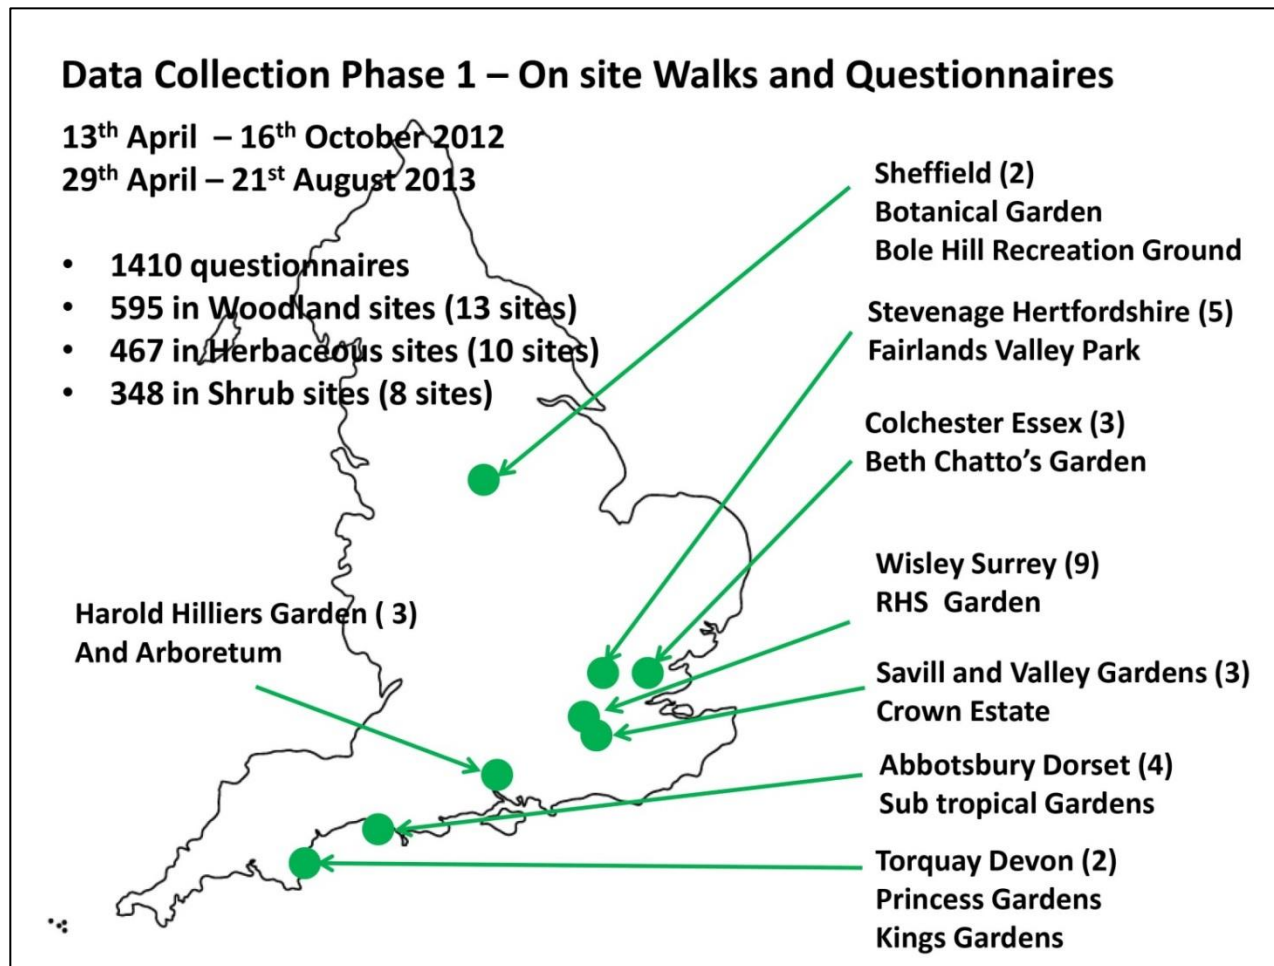 Data Collection Phase 1 – On site Walks and Questionnaires
13th April – 16th October 2012
29th April – 21st August 2013
• 1410 questionnaires
• 595 in Woodland sites (13 sites)
• 467 in Herbaceous sites (10 sites)
• 348 in Shrub sites (8 sites)
Sheffield (2)
Botanical Garden
Bole Hill Recreation Ground
Stevenage Hertfordshire (5)
Fairlands Valley Park
Colchester Essex (3)
Beth Chatto's Garden
Wisley Surrey (9)
RHS Garden
Harold Hilliers Garden ( 3)
And Arboretum
Savill and Valley Gardens (3)
Crown Estate
Abbotsbury Dorset (4)
Sub tropical Gardens
Torquay Devon (2)
Princess Gardens
Kings Gardens